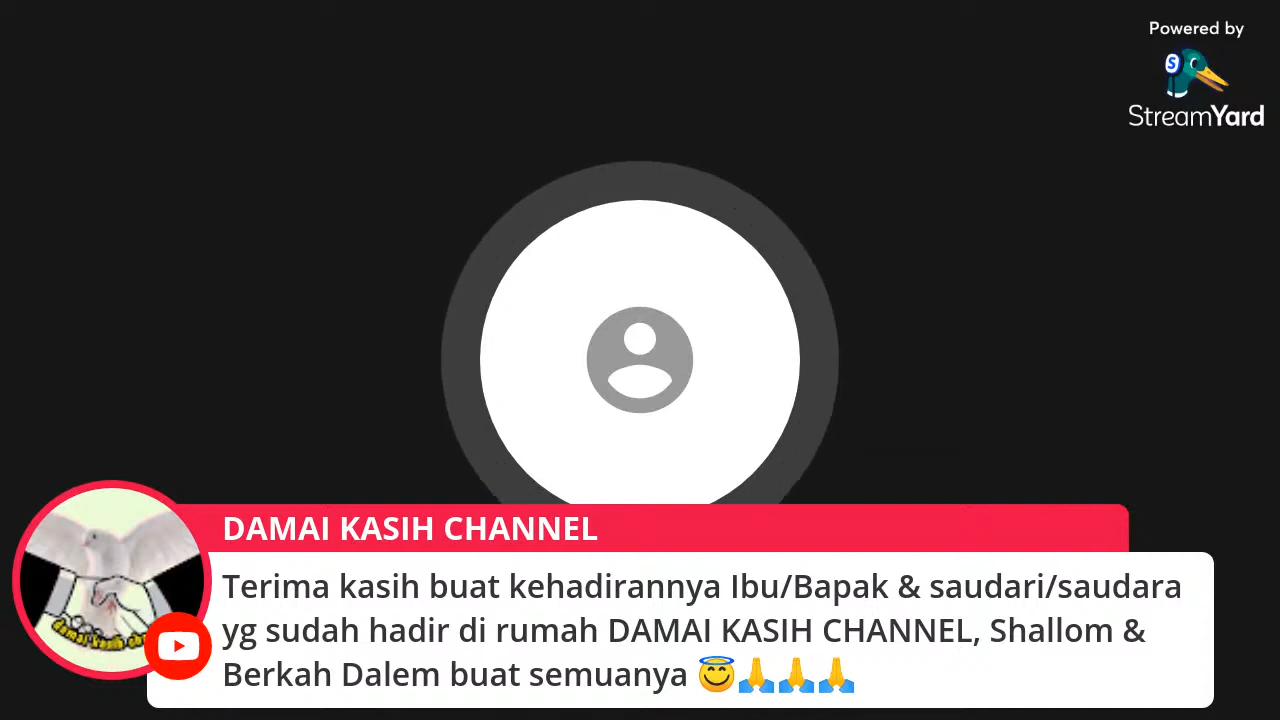 Powered by
StreamYard
DAMAI KASIH CHANNEL
Terima kasih buat kehadirannya Ibu/Bapak & saudari/saudara
yg sudah hadir di rumah DAMAI KASIH CHANNEL, Shallom &
Berkah Dalem buat semuanya 😇🙏🙏🙏